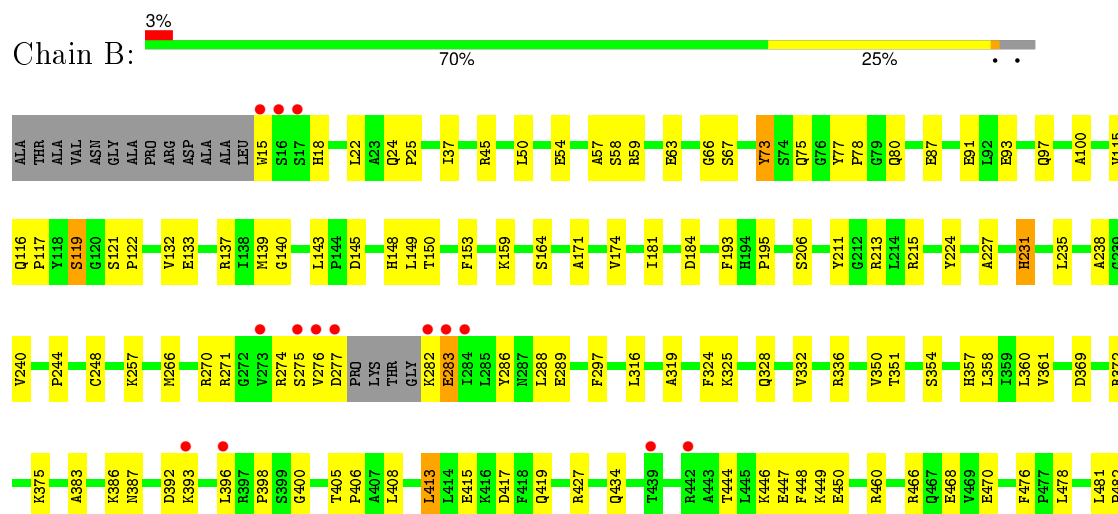 3%
Chain B:
70%
25%
ALA THR ALA VAL ASN GLY ALA PRO ARG ASP ALA ALA LEU W15 S16 S17 H18 L22 A23 Q24 P25 I37 R45 L50 E54 A57 S58 R59 E63 G66 S67 Y73 S74 Q75 G76 Y77 P78 G79 Q80 E87 E91 L92 E93 Q97 A100 V115
Q116 P117 Y118 S119 G120 S121 P122 V132 E133 R137 I138 M139 G140 L143 P144 D145 H148 L149 T150 F153 K159 S164 A171 V174 I181 D184 F193 H194 P195 S206 Y211 G212 R213 L214 R215 Y224 A227 H231 L235 A238
V240 P244 C248 K257 M266 R270 R271 G272 V273 R274 S275 V276 D277 PRO LYS THR GLY K282 E283 I284 L285 Y286 N287 L288 E289 F297 L316 A319 F324 K325 Q328 V332 R336 V350 T351 S354 H357 L358 I359 L360 V361 D369
K375 A383 K386 N387 D392 K393 L396 R397 P398 S399 G400 T405 P406 A407 L408 L413 L414 E415 K416 D417 F418 Q419 R427 Q434 T439 R442 A443 T444 L445 K446 E447 F448 K449 E450 R460 R466 Q467 E468 V469 E470 F476 P477 L478 L481